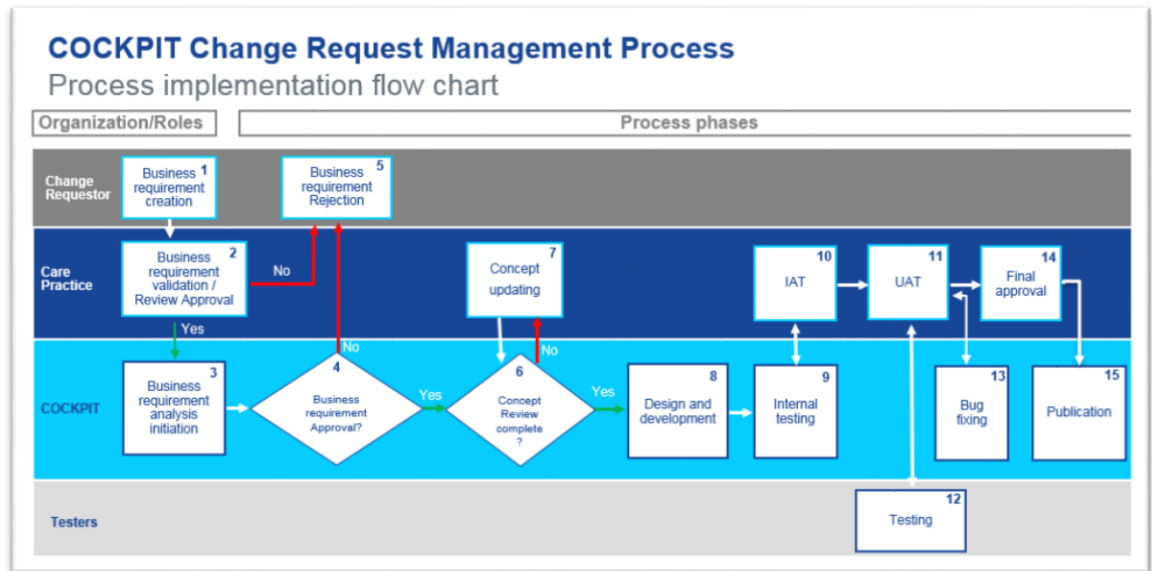 COCKPIT Change Request Management Process
Process implementation flow chart
Organization/Roles
Process phases
Change
Requestor
1
Business
requirement
creation
5
Business
requirement
Rejection
Care
Practice
2
Business
requirement
validation /
Review Approval
No
7
Concept
updating
10
IAT
11
UAT
14
Final
approval
Yes
No
No
COCKPIT
3
Business
requirement
analysis
initiation
4
Business
requirement
Approval?
Yes
6
Concept
Review
complete
?
Yes
8
Design and
development
9
Internal
testing
13
Bug
fixing
15
Publication
Testers
12
Testing